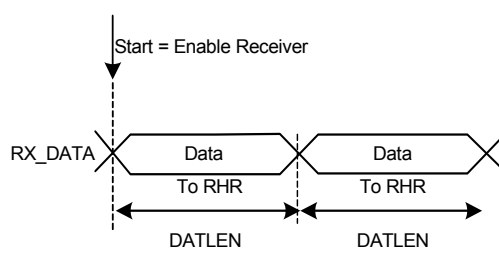 Start = Enable Receiver
RX_DATA Data Data
To RHR To RHR
DATLEN DATLEN